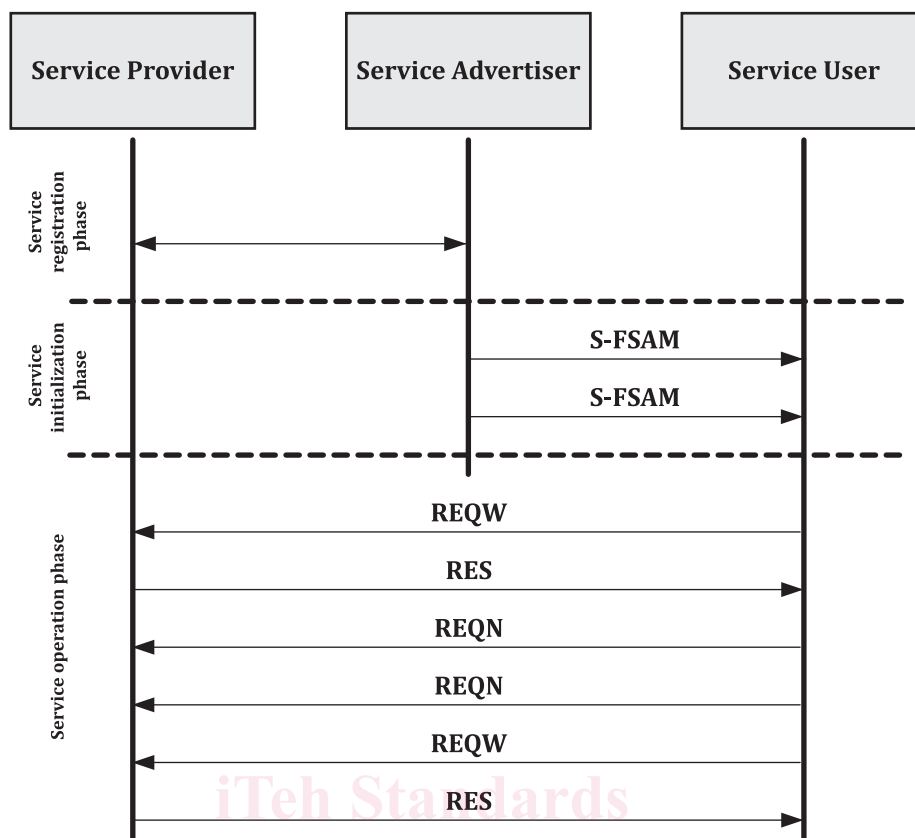 Service Provider
Service Advertiser
Service User
Service
registration
phase
Service
initialization
phase
S-FSAM
S-FSAM
Service operation phase
REQW
RES
REQN
REQN
REQW
iTeh Standards
RES